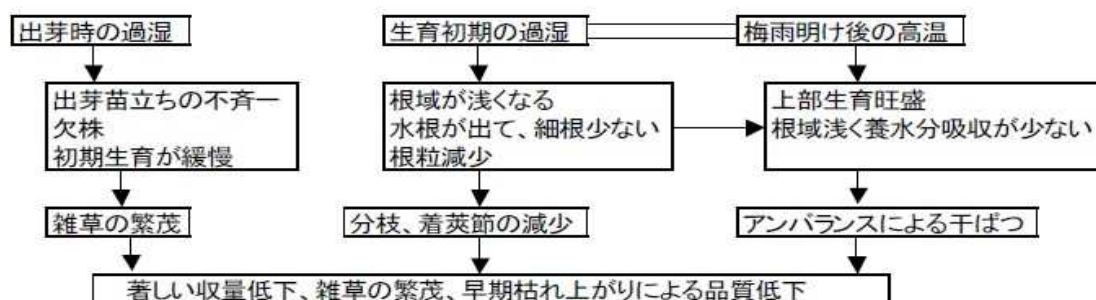 出芽時の過湿
生育初期の過湿
梅雨明け後の高温
出芽苗立ちの不斉一
欠株
初期生育が緩慢
根域が浅くなる
水根が出て、細根少ない
根粒減少
上部生育旺盛
根域浅く養水分吸収が少ない
雑草の繁茂
分枝、着莢節の減少
アンバランスによる干ばつ
著しい収量低下、雑草の繁茂、早期枯れ上がりによる品質低下